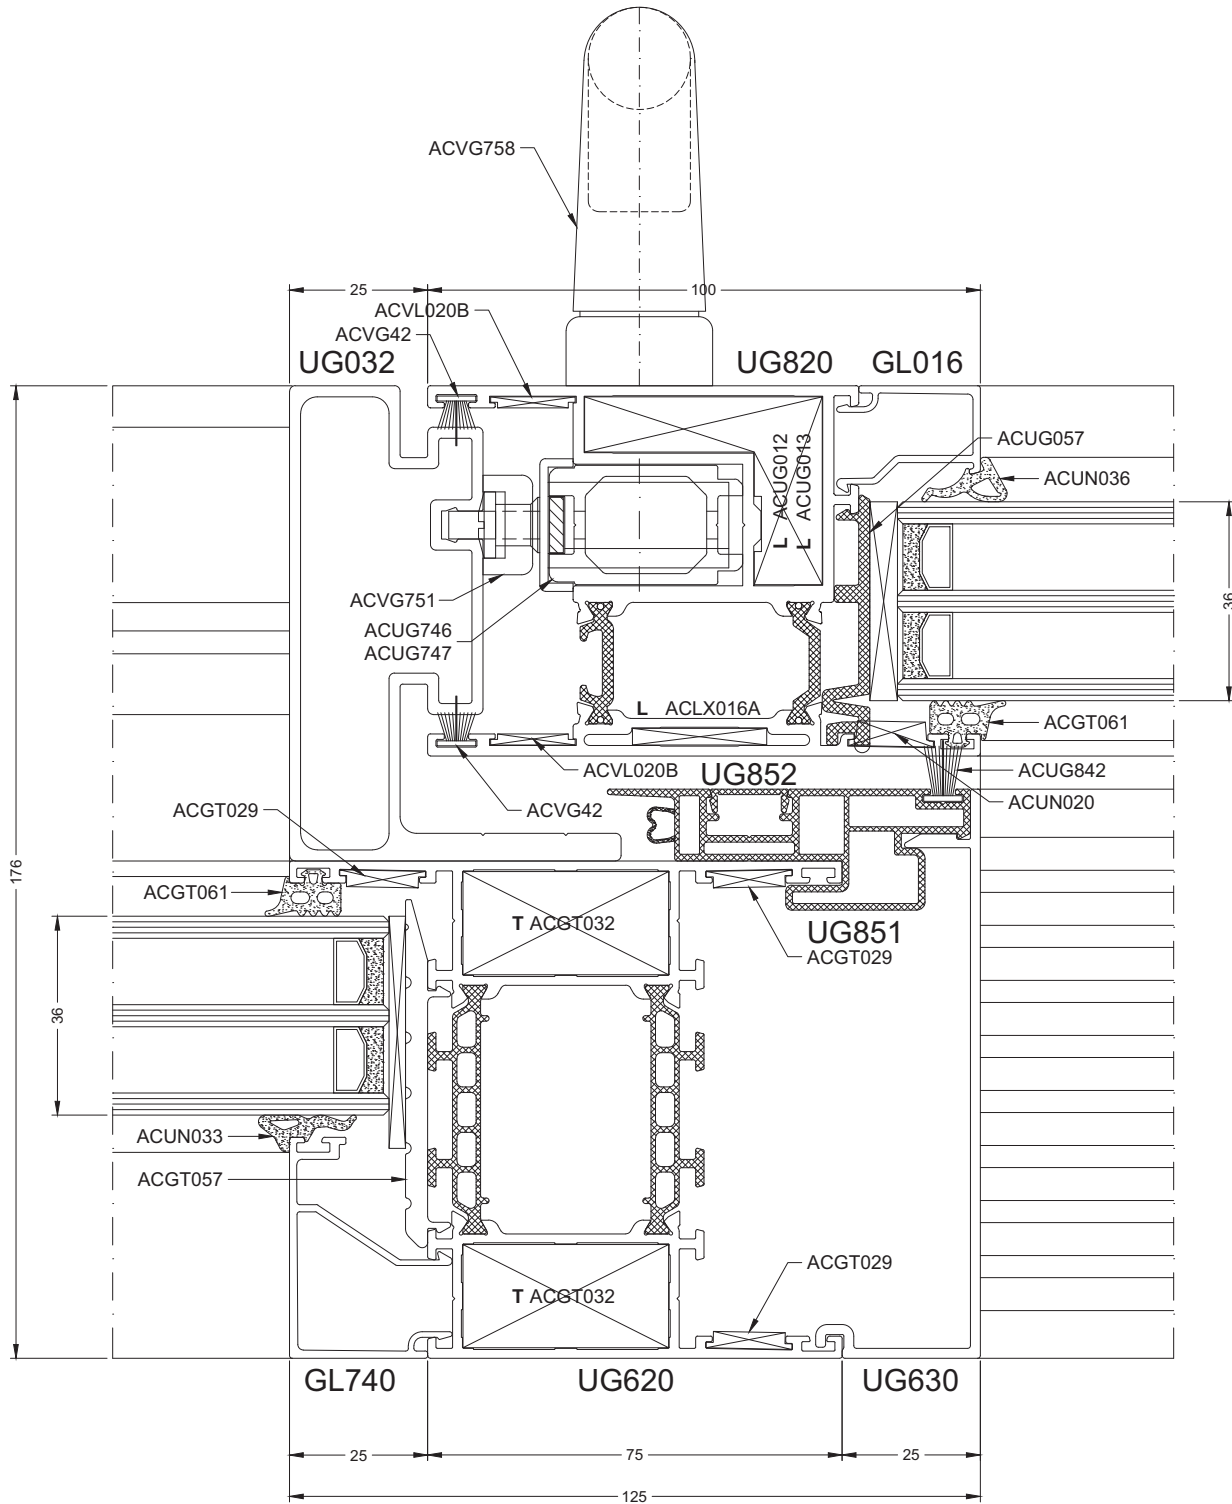 ACVG758
25
100
ACVL020B
ACVG42
UG032
UG820
GL016
L ACUG012
L ACUG013
ACUG057
ACUN036
ACVG751
ACUG746
ACUG747
36
L ACLX016A
ACGT061
ACVL020B
UG852
ACUG842
ACGT029
ACVG42
ACUN020
176
ACGT061
T ACGT032
UG851
ACGT029
36
ACUN033
ACGT057
ACGT029
T ACGT032
GL740
UG620
UG630
25
75
25
125